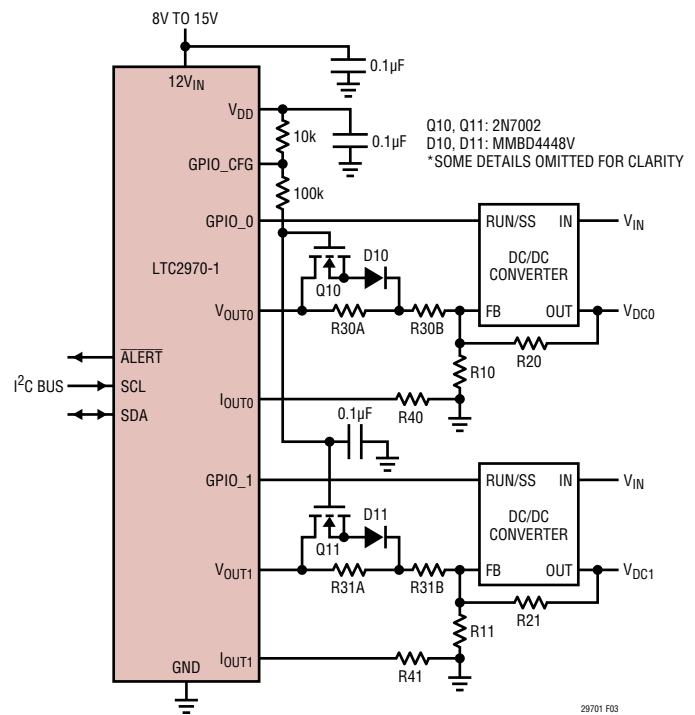 8V TO 15V
0.1µF
12VIN
VDD
10k
0.1µF
Q10, Q11: 2N7002
D10, D11: MMBD4448V
*SOME DETAILS OMITTED FOR CLARITY
GPIO_CFG
100k
GPIO_0
RUN/SS
IN
VIN
D10
DC/DC
CONVERTER
LTC2970-1
Q10
VOUT0
FB
OUT
VDC0
R30A
R30B
R20
ALERT
R10
I2C BUS
SCL
IOUT0
SDA
R40
0.1µF
GPIO_1
RUN/SS
IN
VIN
D11
DC/DC
CONVERTER
Q11
VOUT1
FB
OUT
VDC1
R31A
R31B
R21
R11
GND
IOUT1
R41
29701 F03